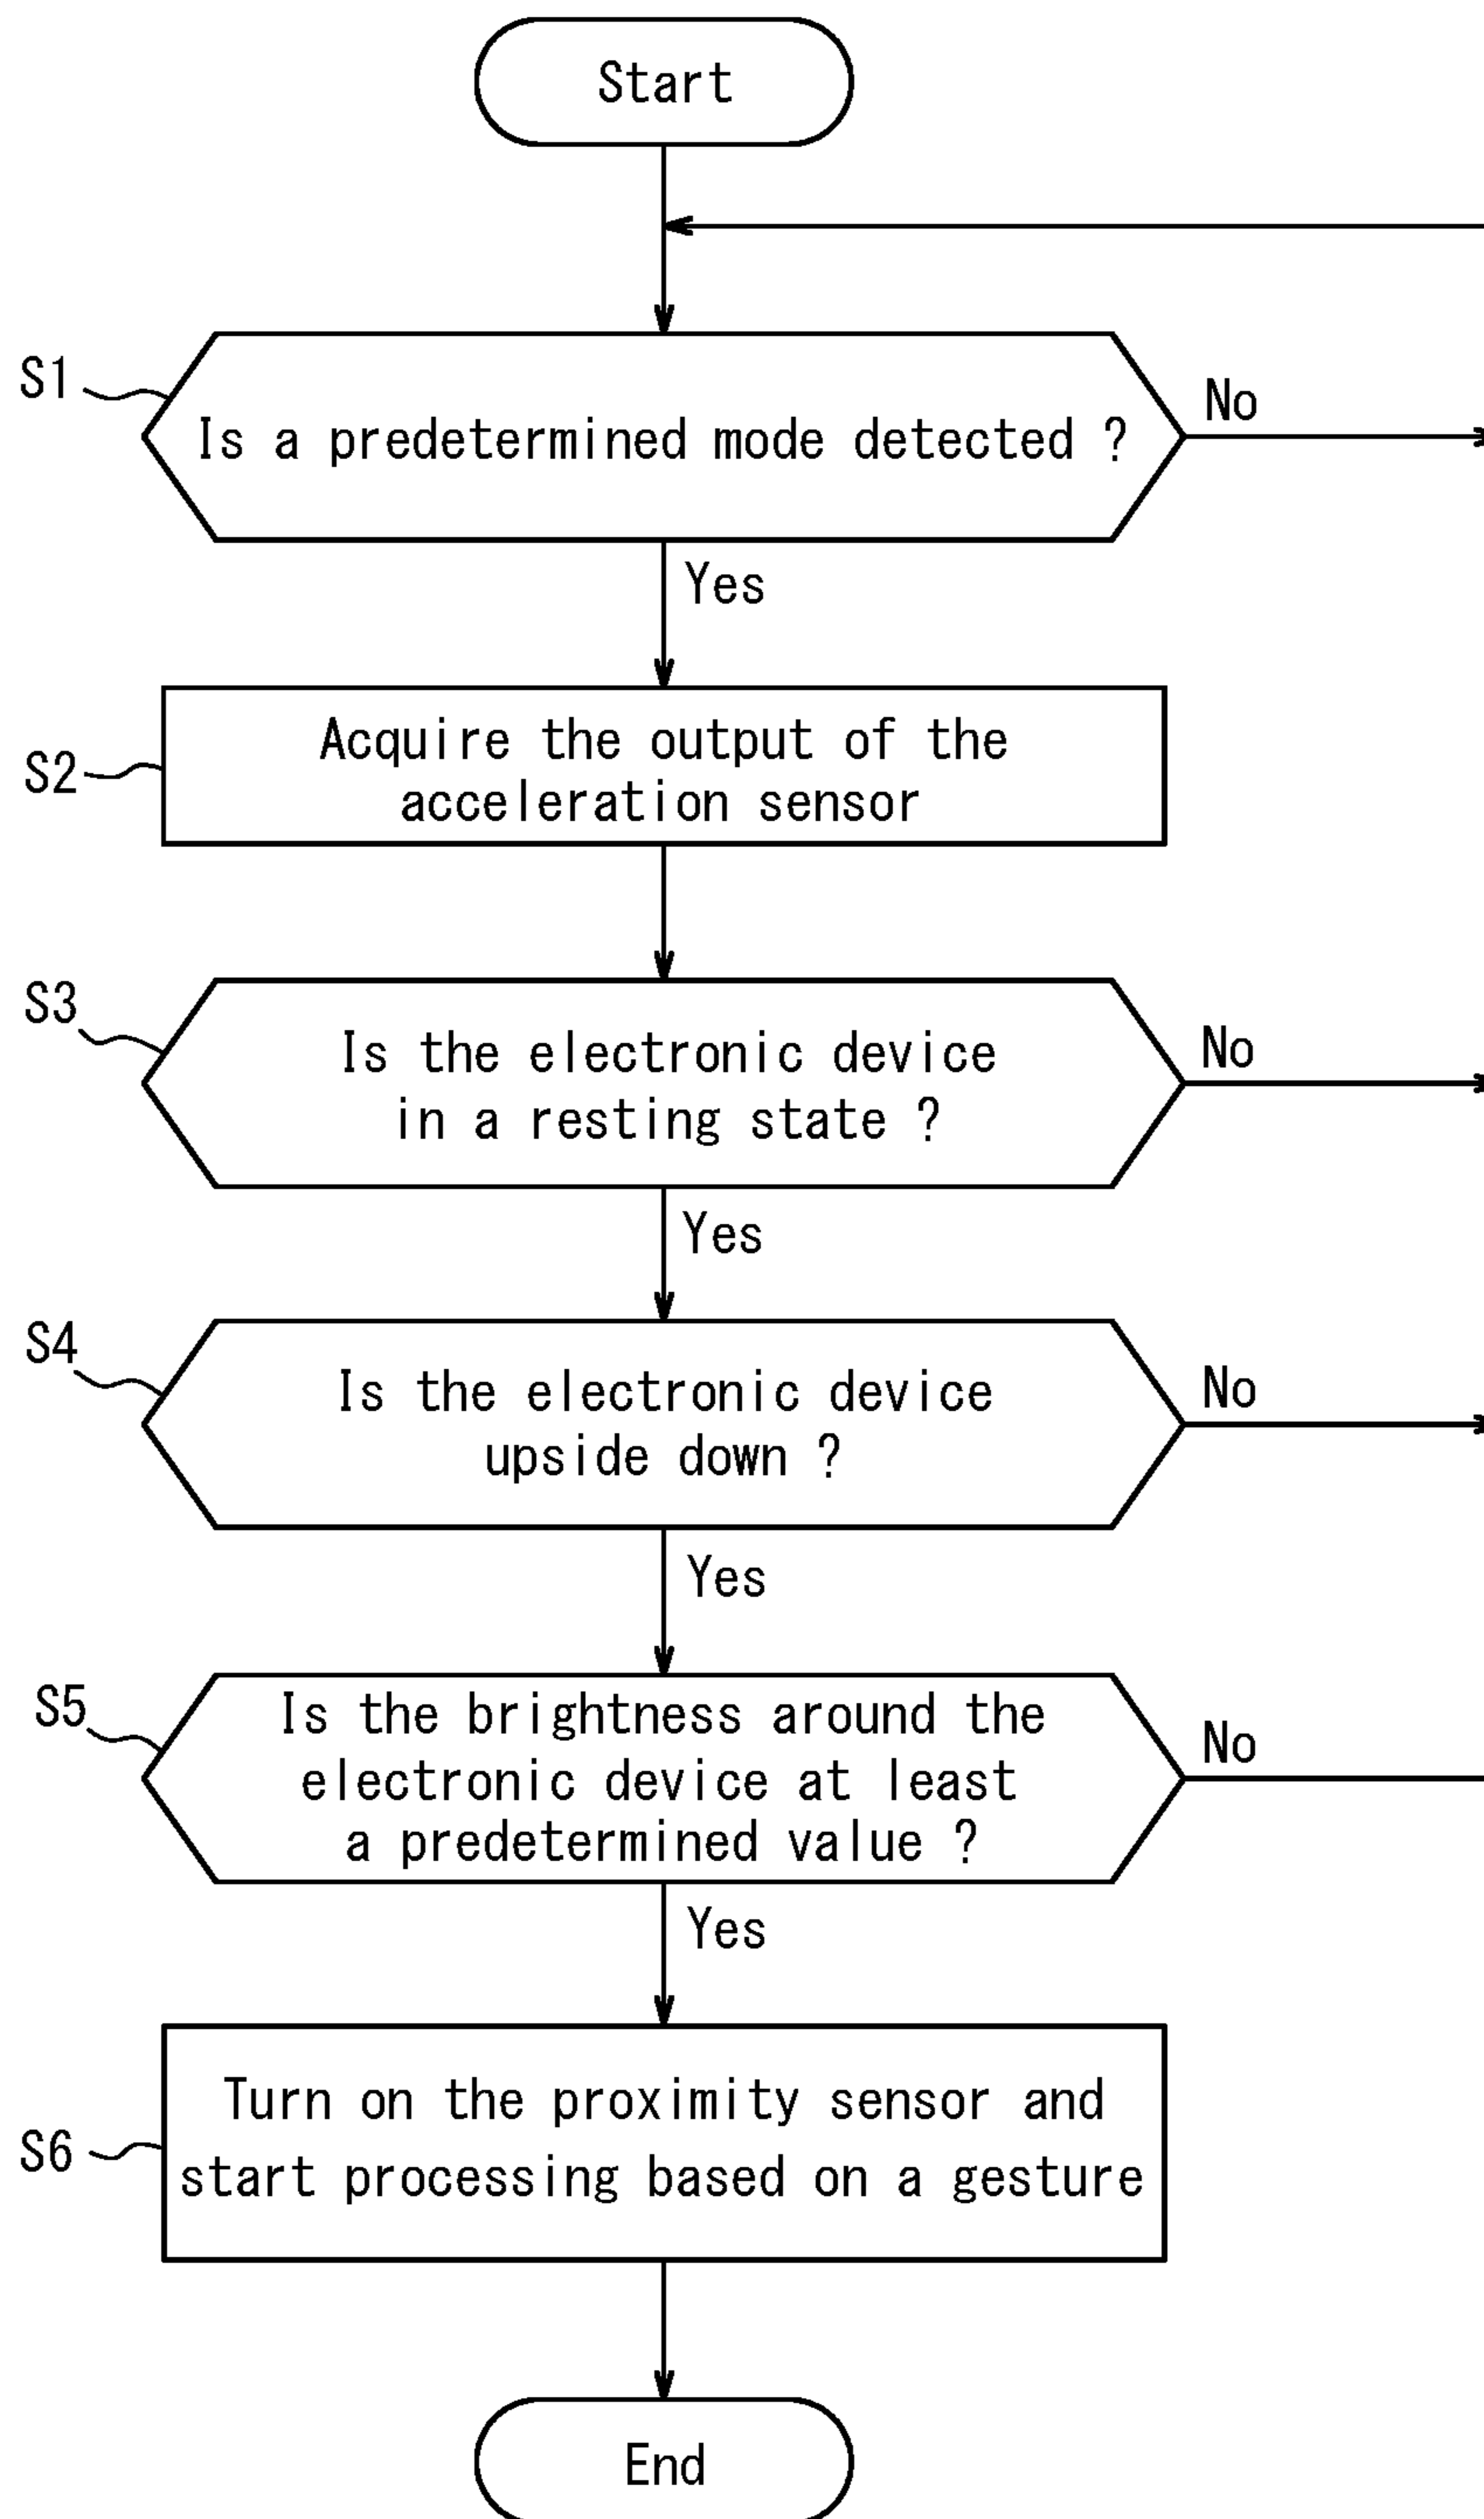 Start
S1
Is a predetermined mode detected ?
No
Yes
S2
Acquire the output of the
acceleration sensor
S3
Is the electronic device
in a resting state ?
No
Yes
S4
Is the electronic device
upside down ?
No
Yes
S5
Is the brightness around the
electronic device at least
a predetermined value ?
No
Yes
S6
Turn on the proximity sensor and
start processing based on a gesture
End